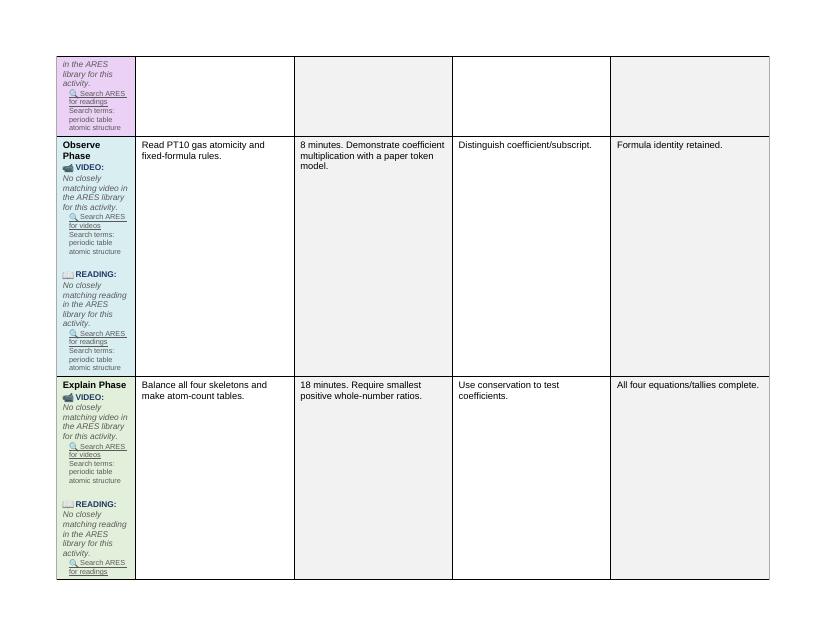 in the ARES
library for this
activity.
🔍 Search ARES
for readings
Search terms:
periodic table
atomic structure
Observe
Phase
📹 VIDEO:
No closely
matching video in
the ARES library
for this activity.
🔍 Search ARES
for videos
Search terms:
periodic table
atomic structure
📖 READING:
No closely
matching reading
in the ARES
library for this
activity.
🔍 Search ARES
for readings
Search terms:
periodic table
atomic structure
Read PT10 gas atomicity and
fixed-formula rules.
8 minutes. Demonstrate coefficient
multiplication with a paper token
model.
Distinguish coefficient/subscript.
Formula identity retained.
Explain Phase
📹 VIDEO:
No closely
matching video in
the ARES library
for this activity.
🔍 Search ARES
for videos
Search terms:
periodic table
atomic structure
📖 READING:
No closely
matching reading
in the ARES
library for this
activity.
🔍 Search ARES
for readings
Balance all four skeletons and
make atom-count tables.
18 minutes. Require smallest
positive whole-number ratios.
Use conservation to test
coefficients.
All four equations/tallies complete.